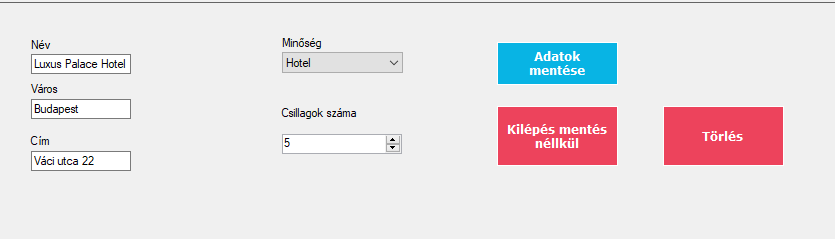 Név
Luxus Palace Hotel
Város
Budapest
Cím
Váci utca 22
Minőség
Hotel
Csillagok száma
5
Adatok
mentése
Kilépés mentés
néllkül
Törlés